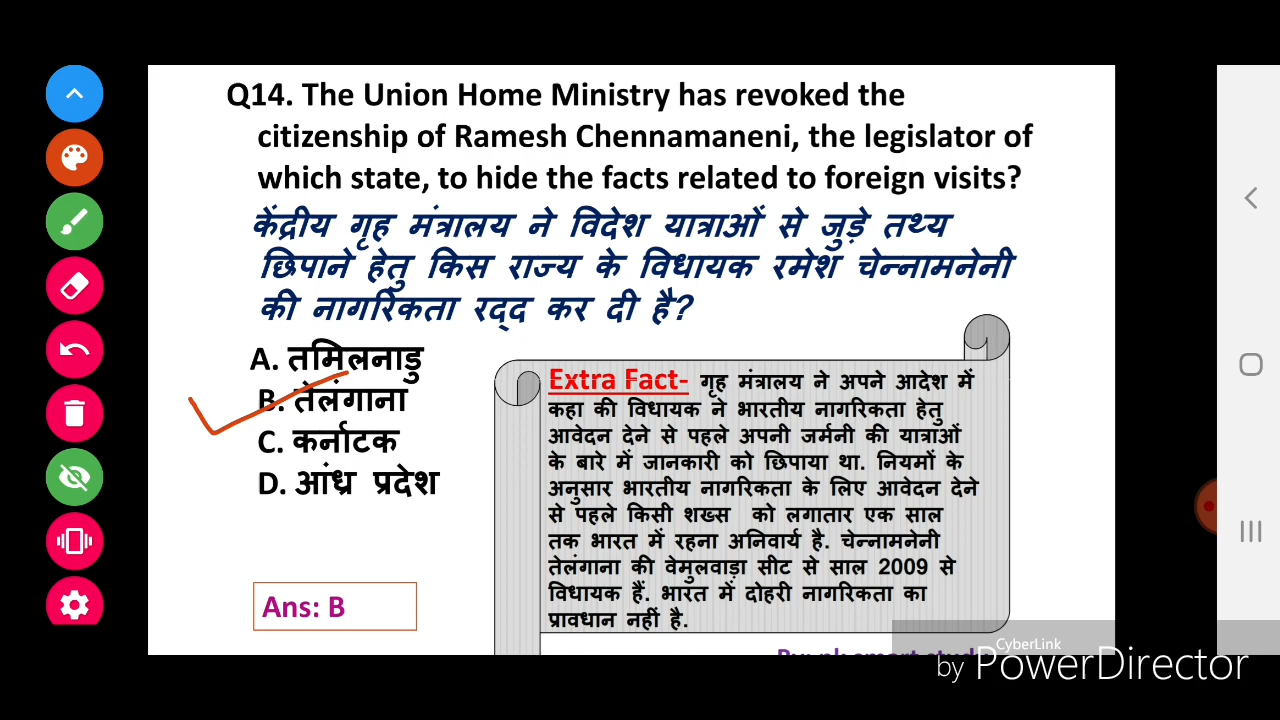 Q14. The Union Home Ministry has revoked the
citizenship of Ramesh Chennamaneni, the legislator of
which state, to hide the facts related to foreign visits?
केंद्रीय गृह मंत्रालय ने विदेश यात्राओं से जुड़े तथ्य
छिपाने हेतु किस राज्य के विधायक रमेश चेन्नामनेनी
की नागरिकता रद्द कर दी है?
A. तमिलनाडु
B. तेलंगाना
C. कर्नाटक
D. आंध्र प्रदेश
Ans: B
Extra Fact- गृह मंत्रालय ने अपने आदेश में
कहा की विधायक ने भारतीय नागरिकता हेतु
आवेदन देने से पहले अपनी जर्मनी की यात्राओं
के बारे में जानकारी को छिपाया था. नियमों के
अनुसार भारतीय नागरिकता के लिए आवेदन देने
से पहले किसी शख्स को लगातार एक साल
तक भारत में रहना अनिवार्य है. चेन्नामनेनी
तेलंगाना की वेमुलवाड़ा सीट से साल 2009 से
विधायक हैं. भारत में दोहरी नागरिकता का
प्रावधान नहीं है.
CyberLink
by PowerDirector